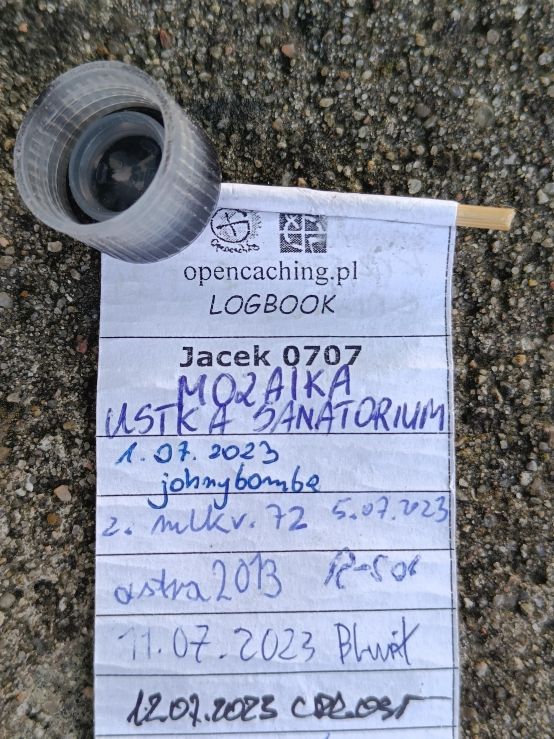 opencaching.pl
LOGBOOK
Jacek 0707
MOZAIKA
USTKA SANATORIUM
1. 07. 2023
johnybombe
2. mlkv. 72 5.07.2023
astra2013
11.07.2023
12.07.2023